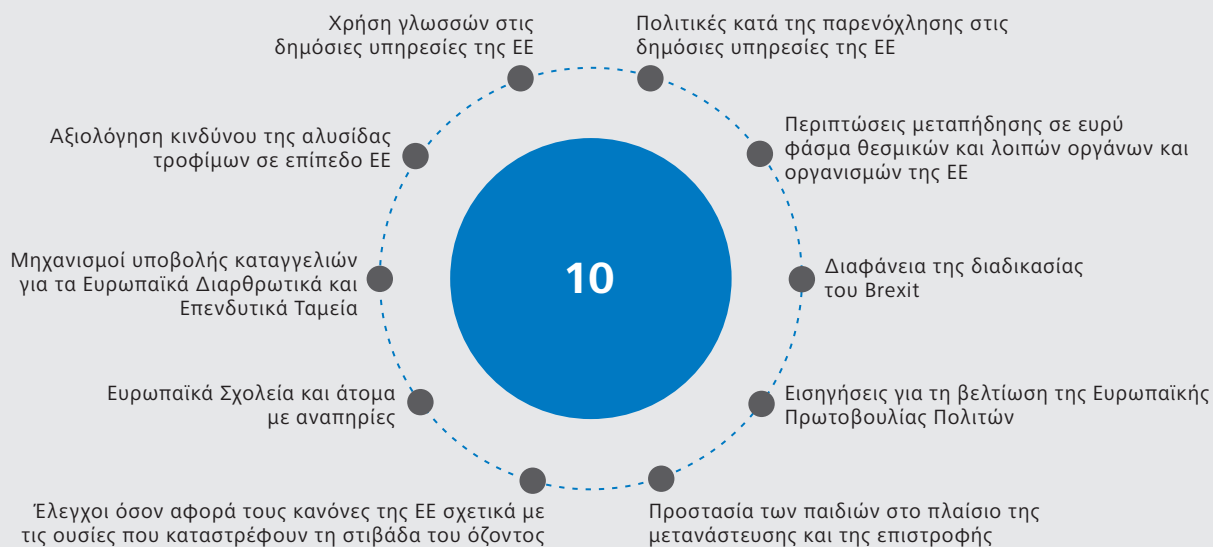 Χρήση γλωσσών στις
δημόσιες υπηρεσίες της ΕΕ
Πολιτικές κατά της παρενόχλησης στις
δημόσιες υπηρεσίες της ΕΕ
Αξιολόγηση κινδύνου της αλυσίδας
τροφίμων σε επίπεδο ΕΕ
Περιπτώσεις μεταπήδησης σε ευρύ
φάσμα θεσμικών και λοιπών οργάνων και
οργανισμών της ΕΕ
Μηχανισμοί υποβολής καταγγελιών
για τα Ευρωπαϊκά Διαρθρωτικά και
Επενδυτικά Ταμεία
10
Διαφάνεια της διαδικασίας
του Brexit
Ευρωπαϊκά Σχολεία και άτομα
με αναπηρίες
Εισηγήσεις για τη βελτίωση της Ευρωπαϊκής
Πρωτοβουλίας Πολιτών
Έλεγχοι όσον αφορά τους κανόνες της ΕΕ σχετικά με
τις ουσίες που καταστρέφουν τη στιβάδα του όζοντος
Προστασία των παιδιών στο πλαίσιο της
μετανάστευσης και της επιστροφής